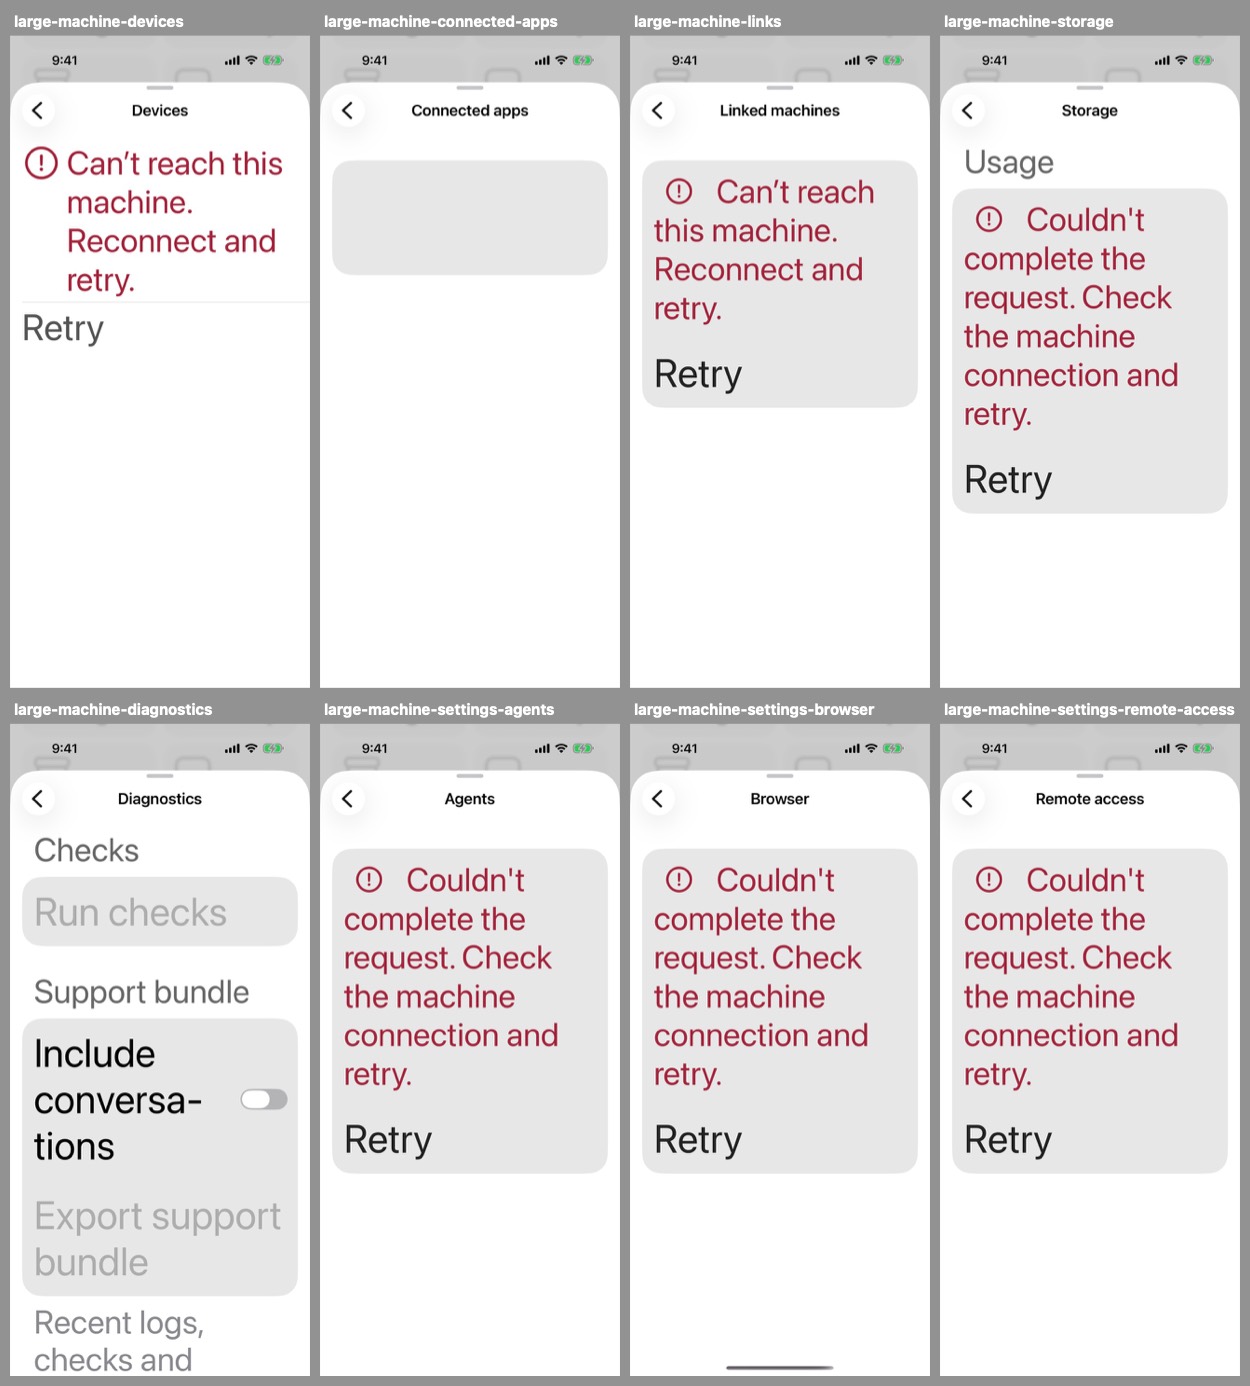 large-machine-devices
9:41
Devices
Can’t reach this
machine.
Reconnect and
retry.
Retry
large-machine-connected-apps
9:41
Connected apps
large-machine-links
9:41
Linked machines
Can’t reach
this machine.
Reconnect and
retry.
Retry
large-machine-storage
9:41
Storage
Usage
Couldn't
complete the
request. Check
the machine
connection and
retry.
Retry
large-machine-diagnostics
9:41
Diagnostics
Checks
Run checks
Support bundle
Include
conversa-
tions
Export support
bundle
Recent logs,
checks and
large-machine-settings-agents
9:41
Agents
Couldn't
complete the
request. Check
the machine
connection and
retry.
Retry
large-machine-settings-browser
9:41
Browser
Couldn't
complete the
request. Check
the machine
connection and
retry.
Retry
large-machine-settings-remote-access
9:41
Remote access
Couldn't
complete the
request. Check
the machine
connection and
retry.
Retry